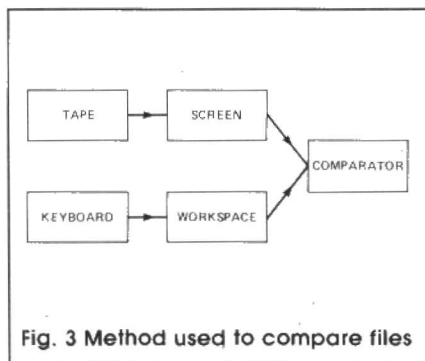 TAPE
SCREEN
COMPARATOR
KEYBOARD
WORKSPACE
Fig. 3 Method used to compare files